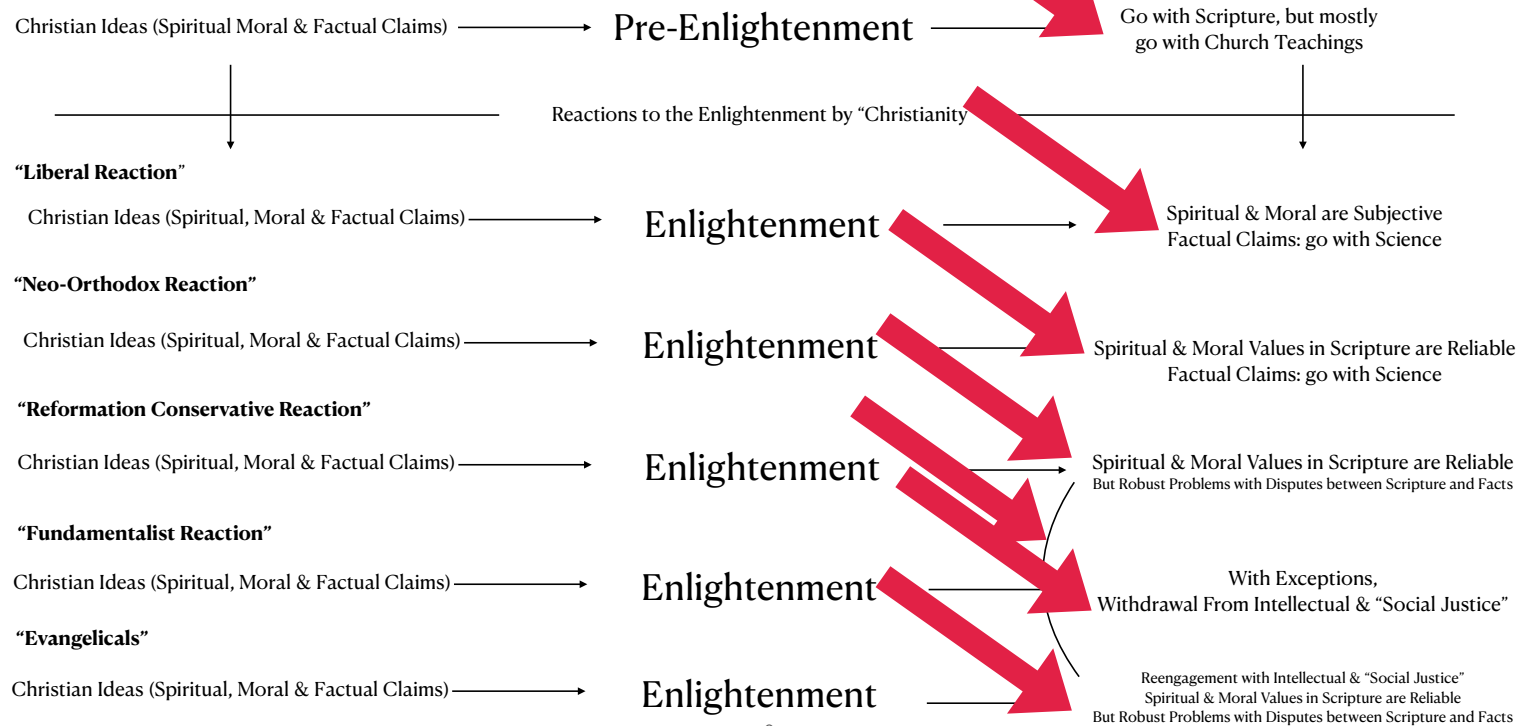 Christian Ideas (Spiritual Moral & Factual Claims)
Pre-Enlightenment
Go with Scripture, but mostly
go with Church Teachings
Reactions to the Enlightenment by “Christianity
“Liberal Reaction”
Christian Ideas (Spiritual, Moral & Factual Claims)
Enlightenment
Spiritual & Moral are Subjective
Factual Claims: go with Science
“Neo-Orthodox Reaction”
Christian Ideas (Spiritual, Moral & Factual Claims)
Enlightenment
Spiritual & Moral Values in Scripture are Reliable
Factual Claims: go with Science
“Reformation Conservative Reaction”
Christian Ideas (Spiritual, Moral & Factual Claims)
Enlightenment
Spiritual & Moral Values in Scripture are Reliable
But Robust Problems with Disputes between Scripture and Facts
“Fundamentalist Reaction”
Christian Ideas (Spiritual, Moral & Factual Claims)
Enlightenment
With Exceptions,
Withdrawal From Intellectual & “Social Justice”
“Evangelicals”
Christian Ideas (Spiritual, Moral & Factual Claims)
Enlightenment
Reengagement with Intellectual & “Social Justice”
Spiritual & Moral Values in Scripture are Reliable
But Robust Problems with Disputes between Scripture and Facts